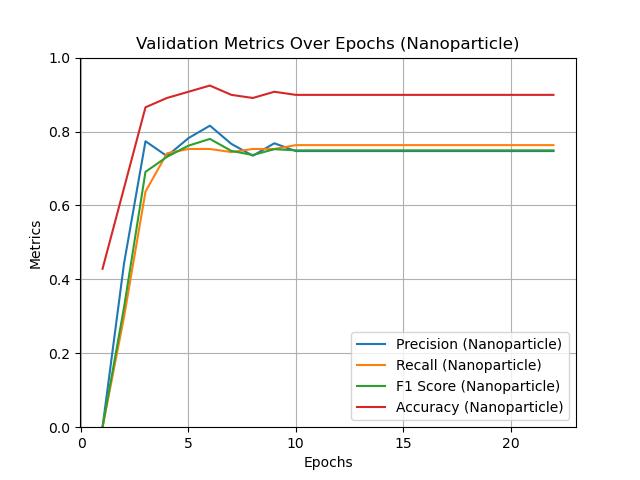 Validation Metrics Over Epochs (Nanoparticle)
1.0
0.8
0.6
0.4
0.2
0.0
Metrics
0 5 10 15 20
Epochs
Precision (Nanoparticle)
Recall (Nanoparticle)
F1 Score (Nanoparticle)
Accuracy (Nanoparticle)